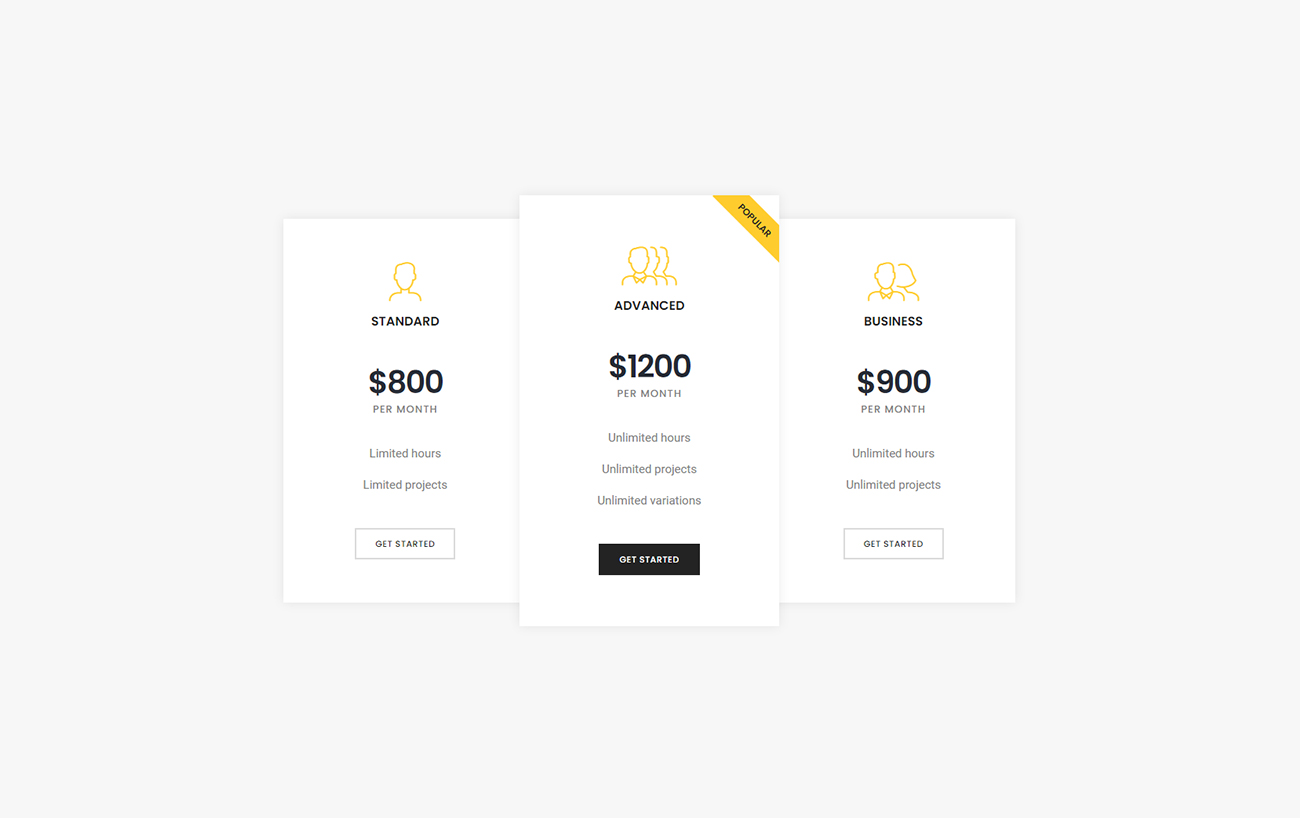 STANDARD
$800
PER MONTH
Limited hours
Limited projects
GET STARTED
POPULAR
ADVANCED
$1200
PER MONTH
Unlimited hours
Unlimited projects
Unlimited variations
GET STARTED
BUSINESS
$900
PER MONTH
Unlimited hours
Unlimited projects
GET STARTED